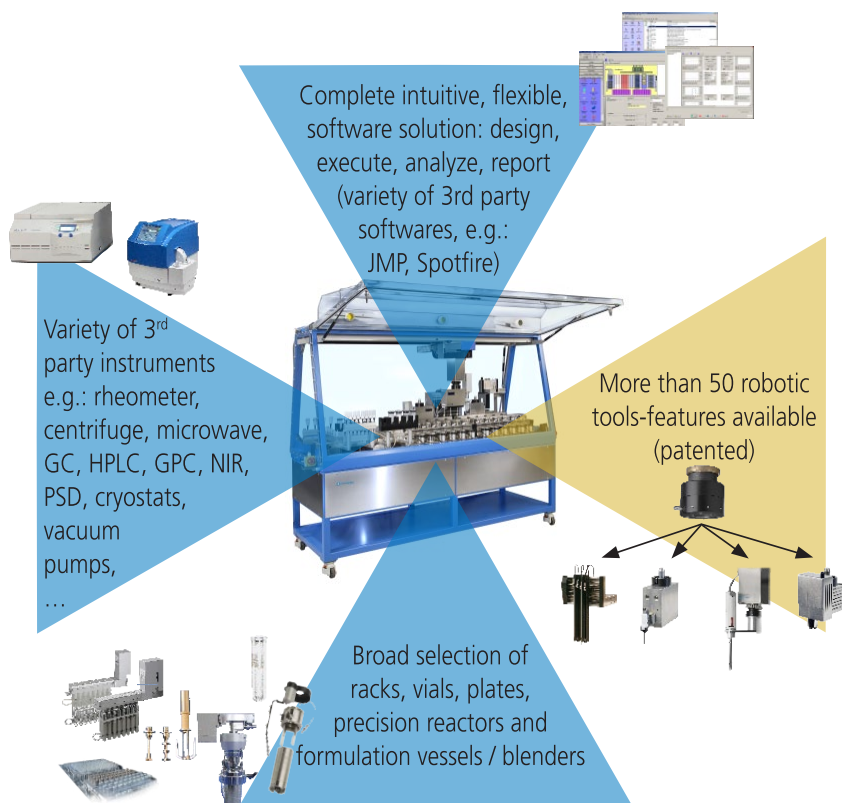 Complete intuitive, flexible,
software solution: design,
execute, analyze, report
(variety of 3rd party
softwares, e.g.:
JMP, Spotfire)
Variety of 3rd
party instruments
e.g.: rheometer,
centrifuge, microwave,
GC, HPLC, GPC, NIR,
PSD, cryostats,
vacuum
pumps,
...
More than 50 robotic
tools-features available
(patented)
Broad selection of
racks, vials, plates,
precision reactors and
formulation vessels / blenders